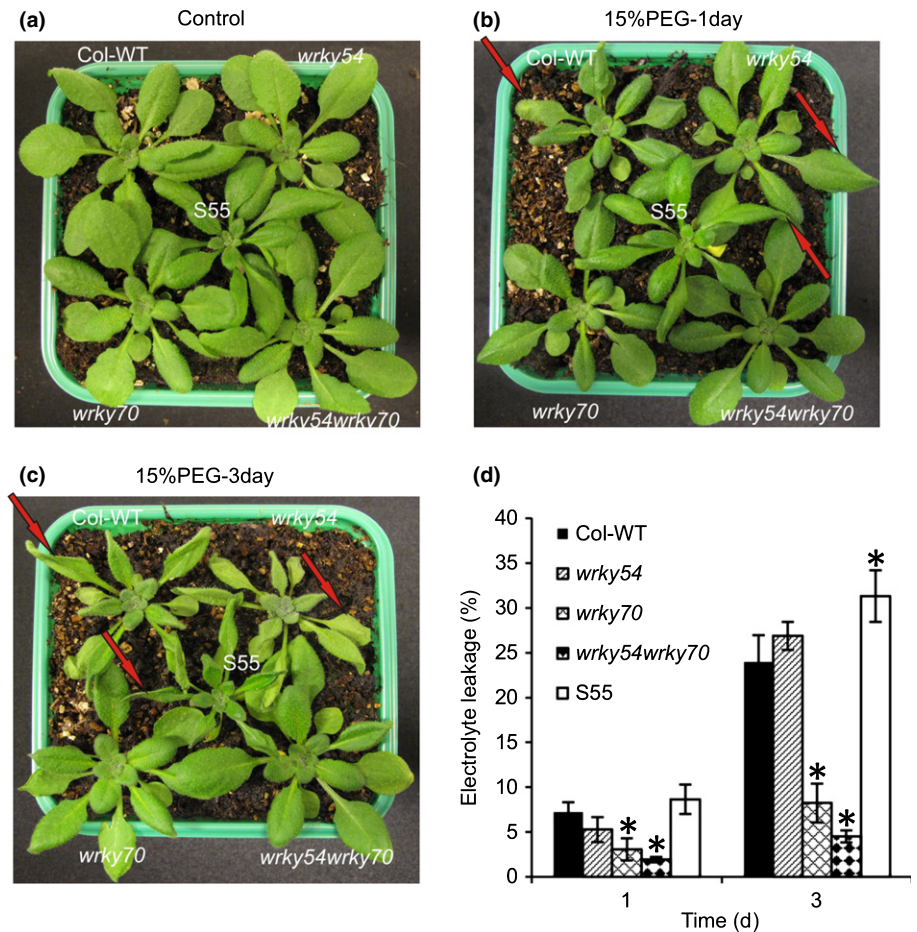 (a) Control
Col-WT wrky54
S55
wrky70 wrky54wrky70
(b) 15%PEG-1day
Col-WT wrky54
S55
wrky70 wrky54wrky70
(c) 15%PEG-3day
Col-WT wrky54
S55
wrky70 wrky54wrky70
(d)
Electrolyte leakage (%)
40
35
30
25
20
15
10
5
0
Col-WT
wrky54
wrky70
wrky54wrky70
S55
*
*
*
*
*
1 3
Time (d)